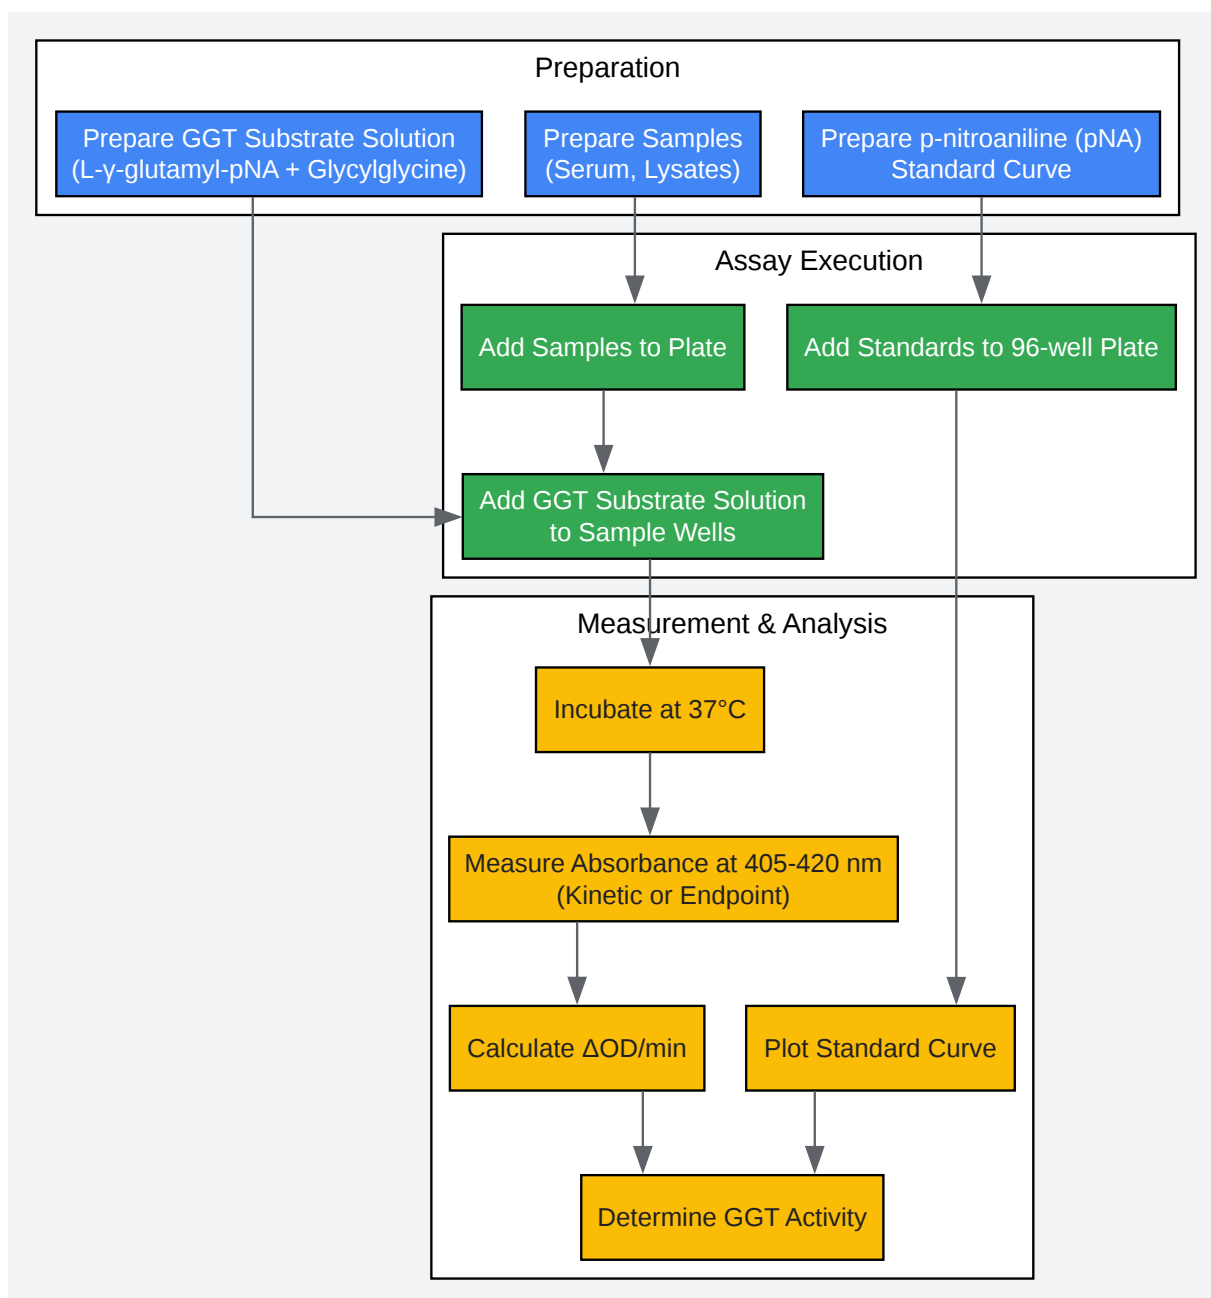 Preparation
Prepare GGT Substrate Solution
(L-γ-glutamyl-pNA + Glycylglycine)
Prepare Samples
(Serum, Lysates)
Prepare p-nitroaniline (pNA)
Standard Curve
Assay Execution
Add Samples to Plate
Add Standards to 96-well Plate
Add GGT Substrate Solution
to Sample Wells
Measurement & Analysis
Incubate at 37°C
Measure Absorbance at 405-420 nm
(Kinetic or Endpoint)
Calculate ΔOD/min
Plot Standard Curve
Determine GGT Activity